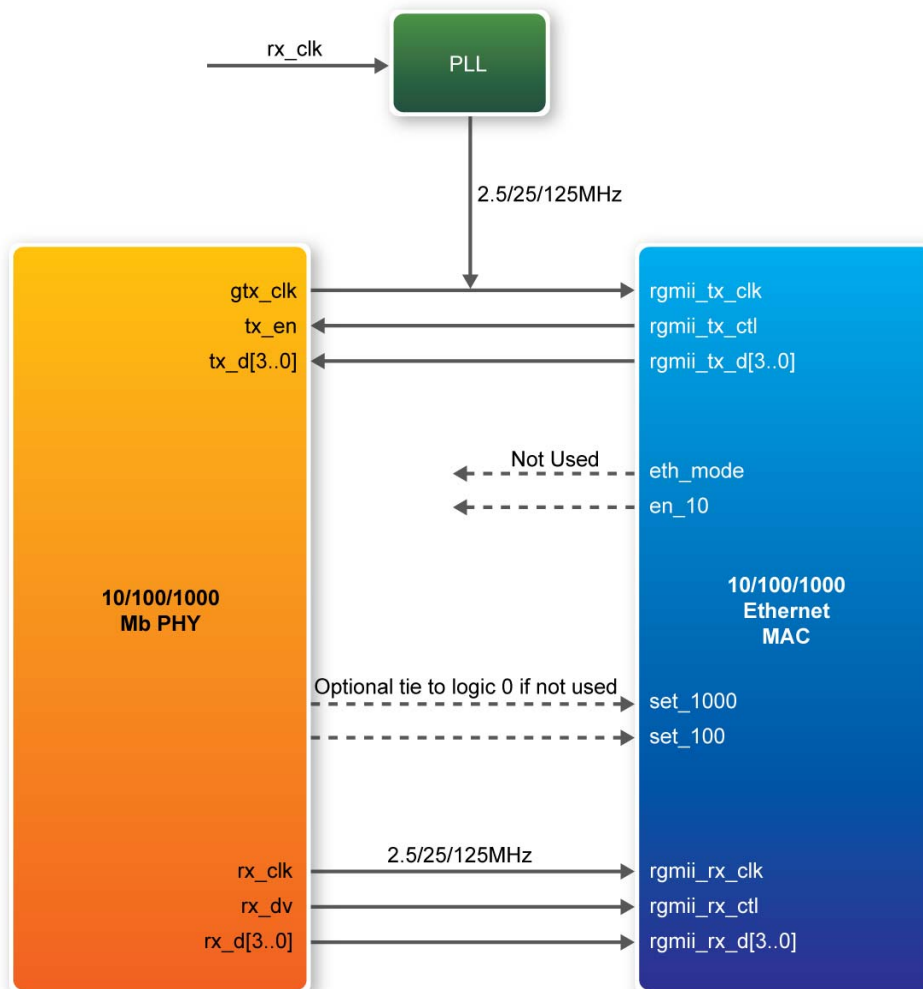 rx_clk
PLL
2.5/25/125MHz
gtx_clk
rgmii_tx_clk
tx_en
rgmii_tx_ctl
tx_d[3..0]
rgmii_tx_d[3..0]
Not Used
eth_mode
en_10
10/100/1000
Mb PHY
10/100/1000
Ethernet
MAC
Optional tie to logic 0 if not used
set_1000
set_100
rx_clk
2.5/25/125MHz
rgmii_rx_clk
rx_dv
rgmii_rx_ctl
rx_d[3..0]
rgmii_rx_d[3..0]